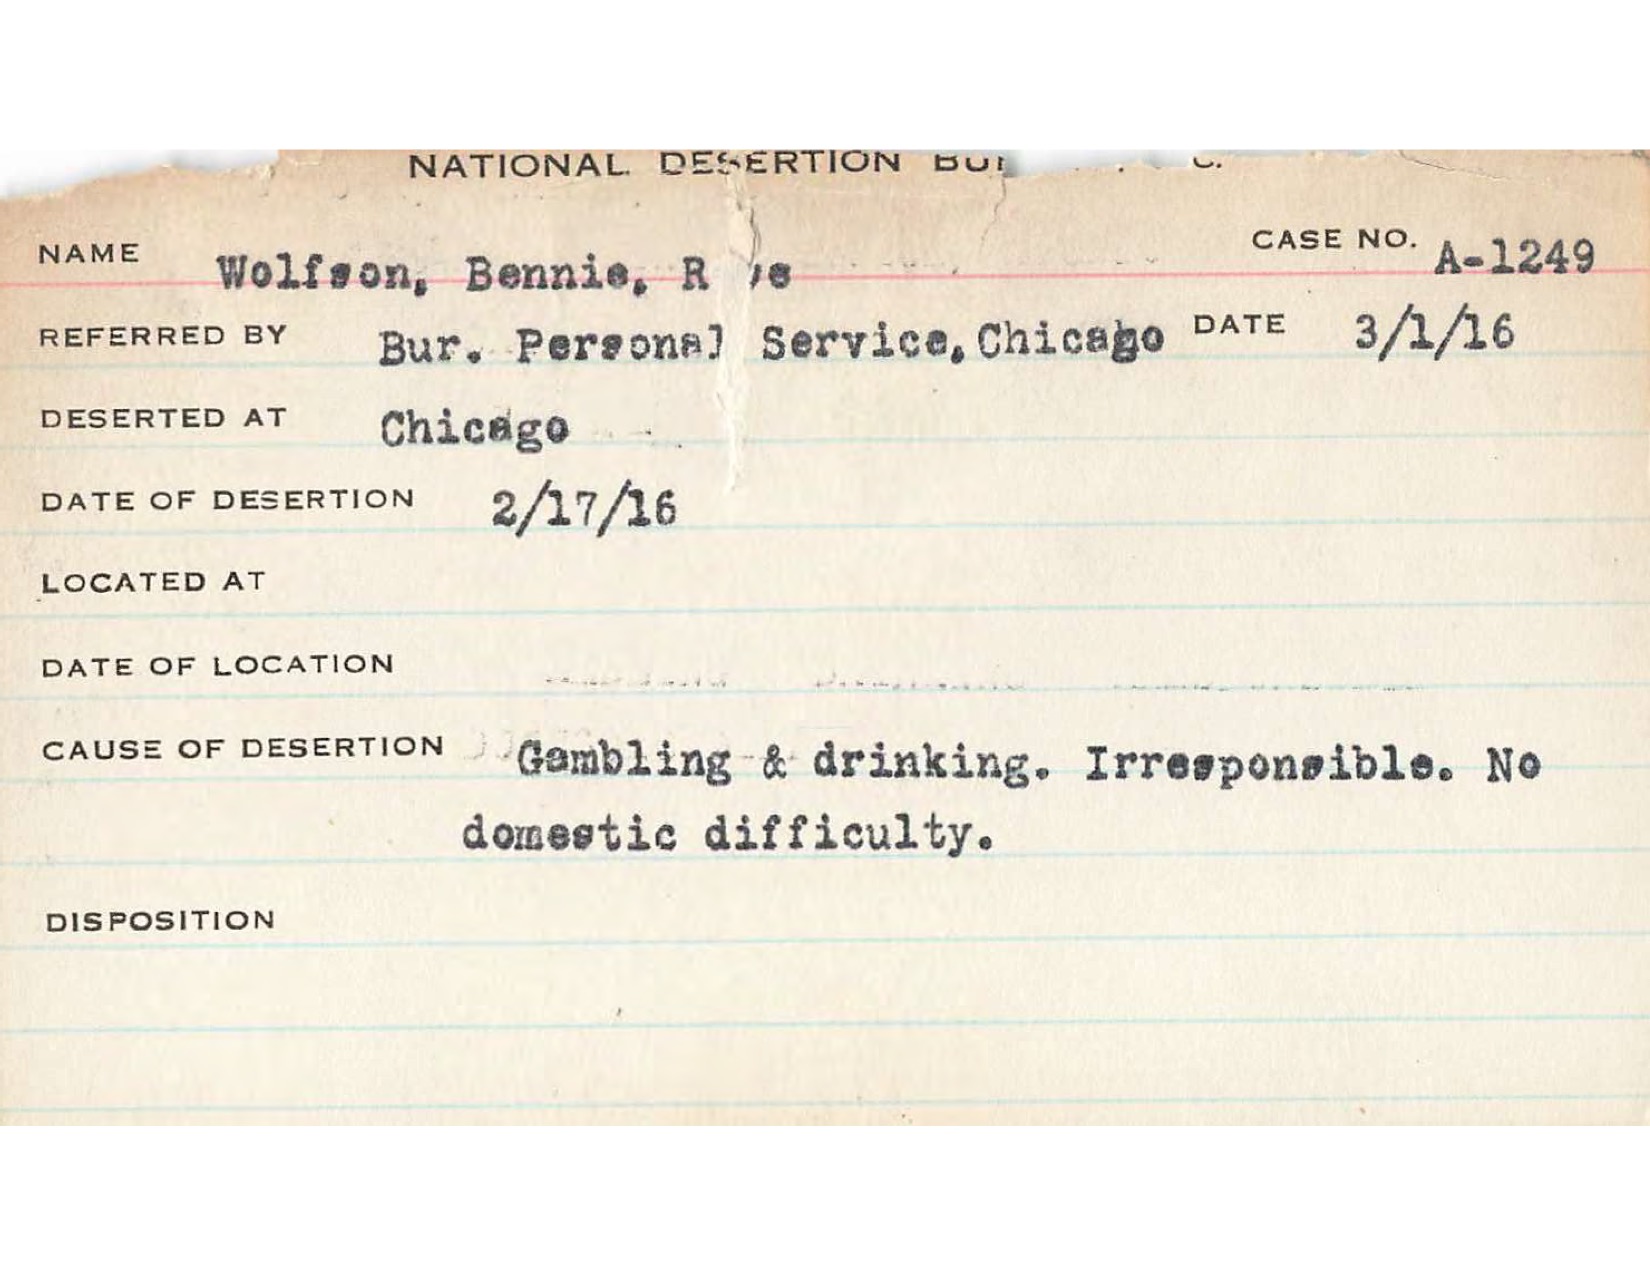 NATIONAL DESERTION
NAME Wolfson, Bennie, CASE NO. A-1249
REFERRED BY Bur. Personal Service, Chicago DATE 3/1/16
DESERTED AT Chicago
DATE OF DESERTION 2/17/16
LOCATED AT
DATE OF LOCATION
CAUSE OF DESERTION Gambling & drinking. Irresponsible. No
domestic difficulty.
DISPOSITION